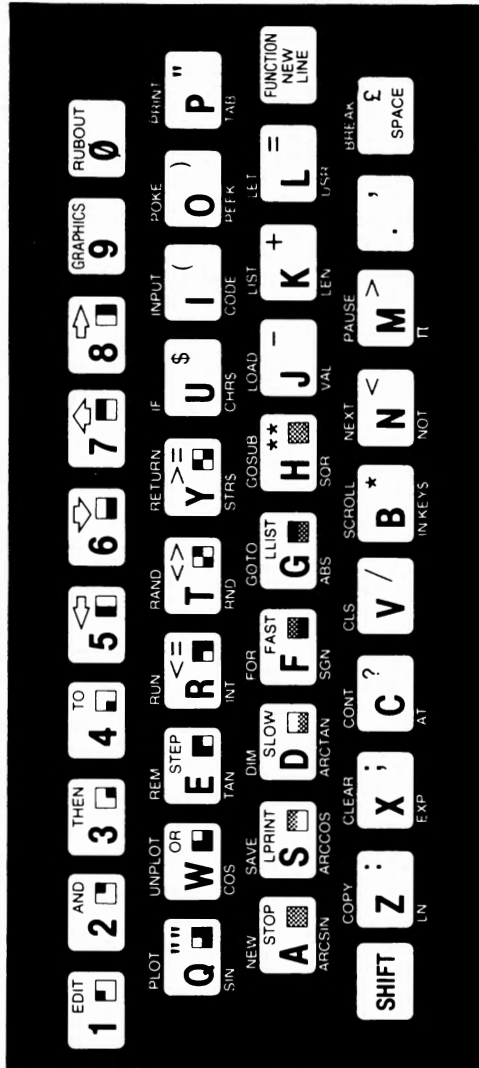 EDIT AND THEN TO ⇦ ⇩ ⇧ ⇨ GRAPHICS RUBOUT
1 2 3 4 5 6 7 8 9 Ø
PLOT UNPLOT REM RUN RAND RETURN IF INPUT POKE PRINT
"" OR STEP <= <> >= $ ( ) "
Q W E R T Y U I O P
SIN COS TAN INT RND STR$ CHR$ CODE PEEK TAB
NEW SAVE DIM FOR GOTO GOSUB LOAD LIST LET
STOP LPRINT SLOW FAST LLIST ** − + = FUNCTION
A S D F G H J K L NEW
LINE
ARCSIN ARCCOS ARCTAN SGN ABS SQR VAL LEN USR
COPY CLEAR CONT CLS SCROLL NEXT PAUSE BREAK
: ; ? / * < > , £
SHIFT Z X C V B N M . SPACE
LN EXP AT IN KEY$ NOT π